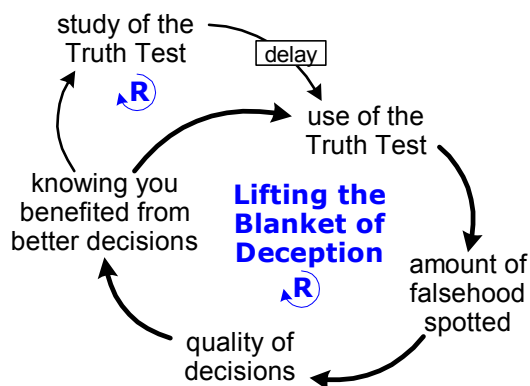 study of the
Truth Test
delay
R
use of the
Truth Test
knowing you
benefited from
better decisions
Lifting the
Blanket of
Deception
R
amount of
falsehood
spotted
quality of
decisions